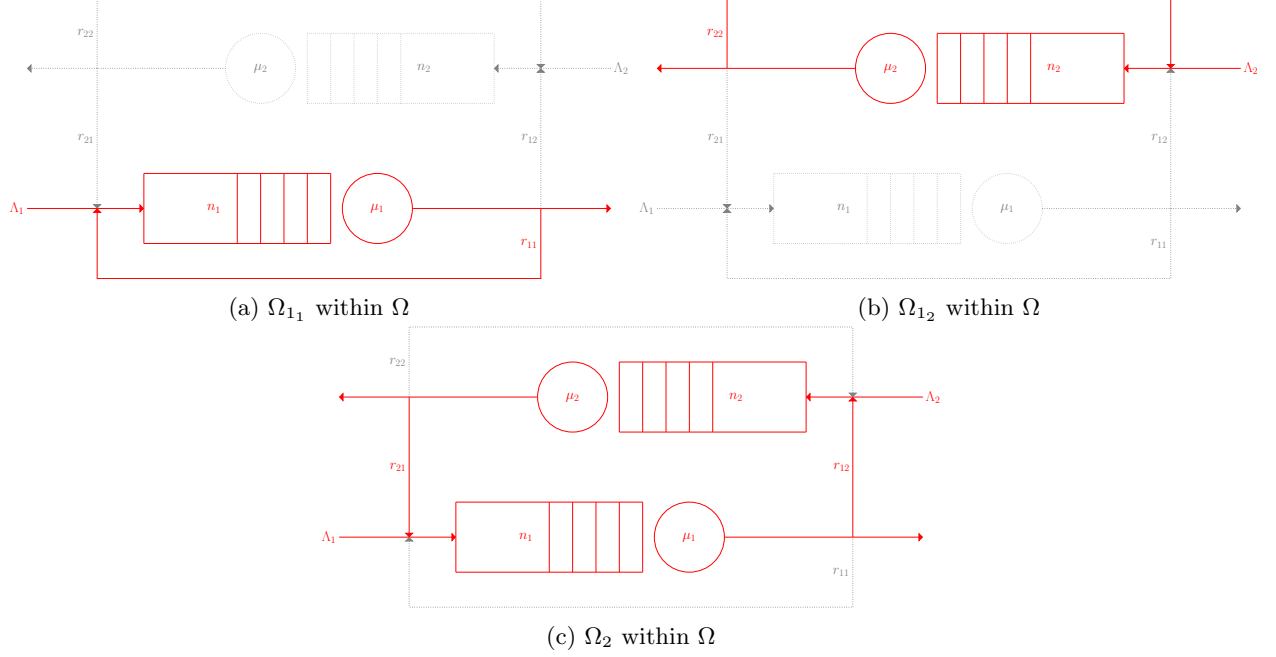 r₂₂
μ₂
n₂
Λ₂
r₂₁
r₁₂
Λ₁
n₁
μ₁
r₁₁
(a) Ω₁₁ within Ω
r₂₂
μ₂
n₂
Λ₂
r₂₁
r₁₂
Λ₁
n₁
μ₁
r₁₁
(b) Ω₁₂ within Ω
r₂₂
μ₂
n₂
Λ₂
r₂₁
r₁₂
Λ₁
n₁
μ₁
r₁₁
(c) Ω₂ within Ω